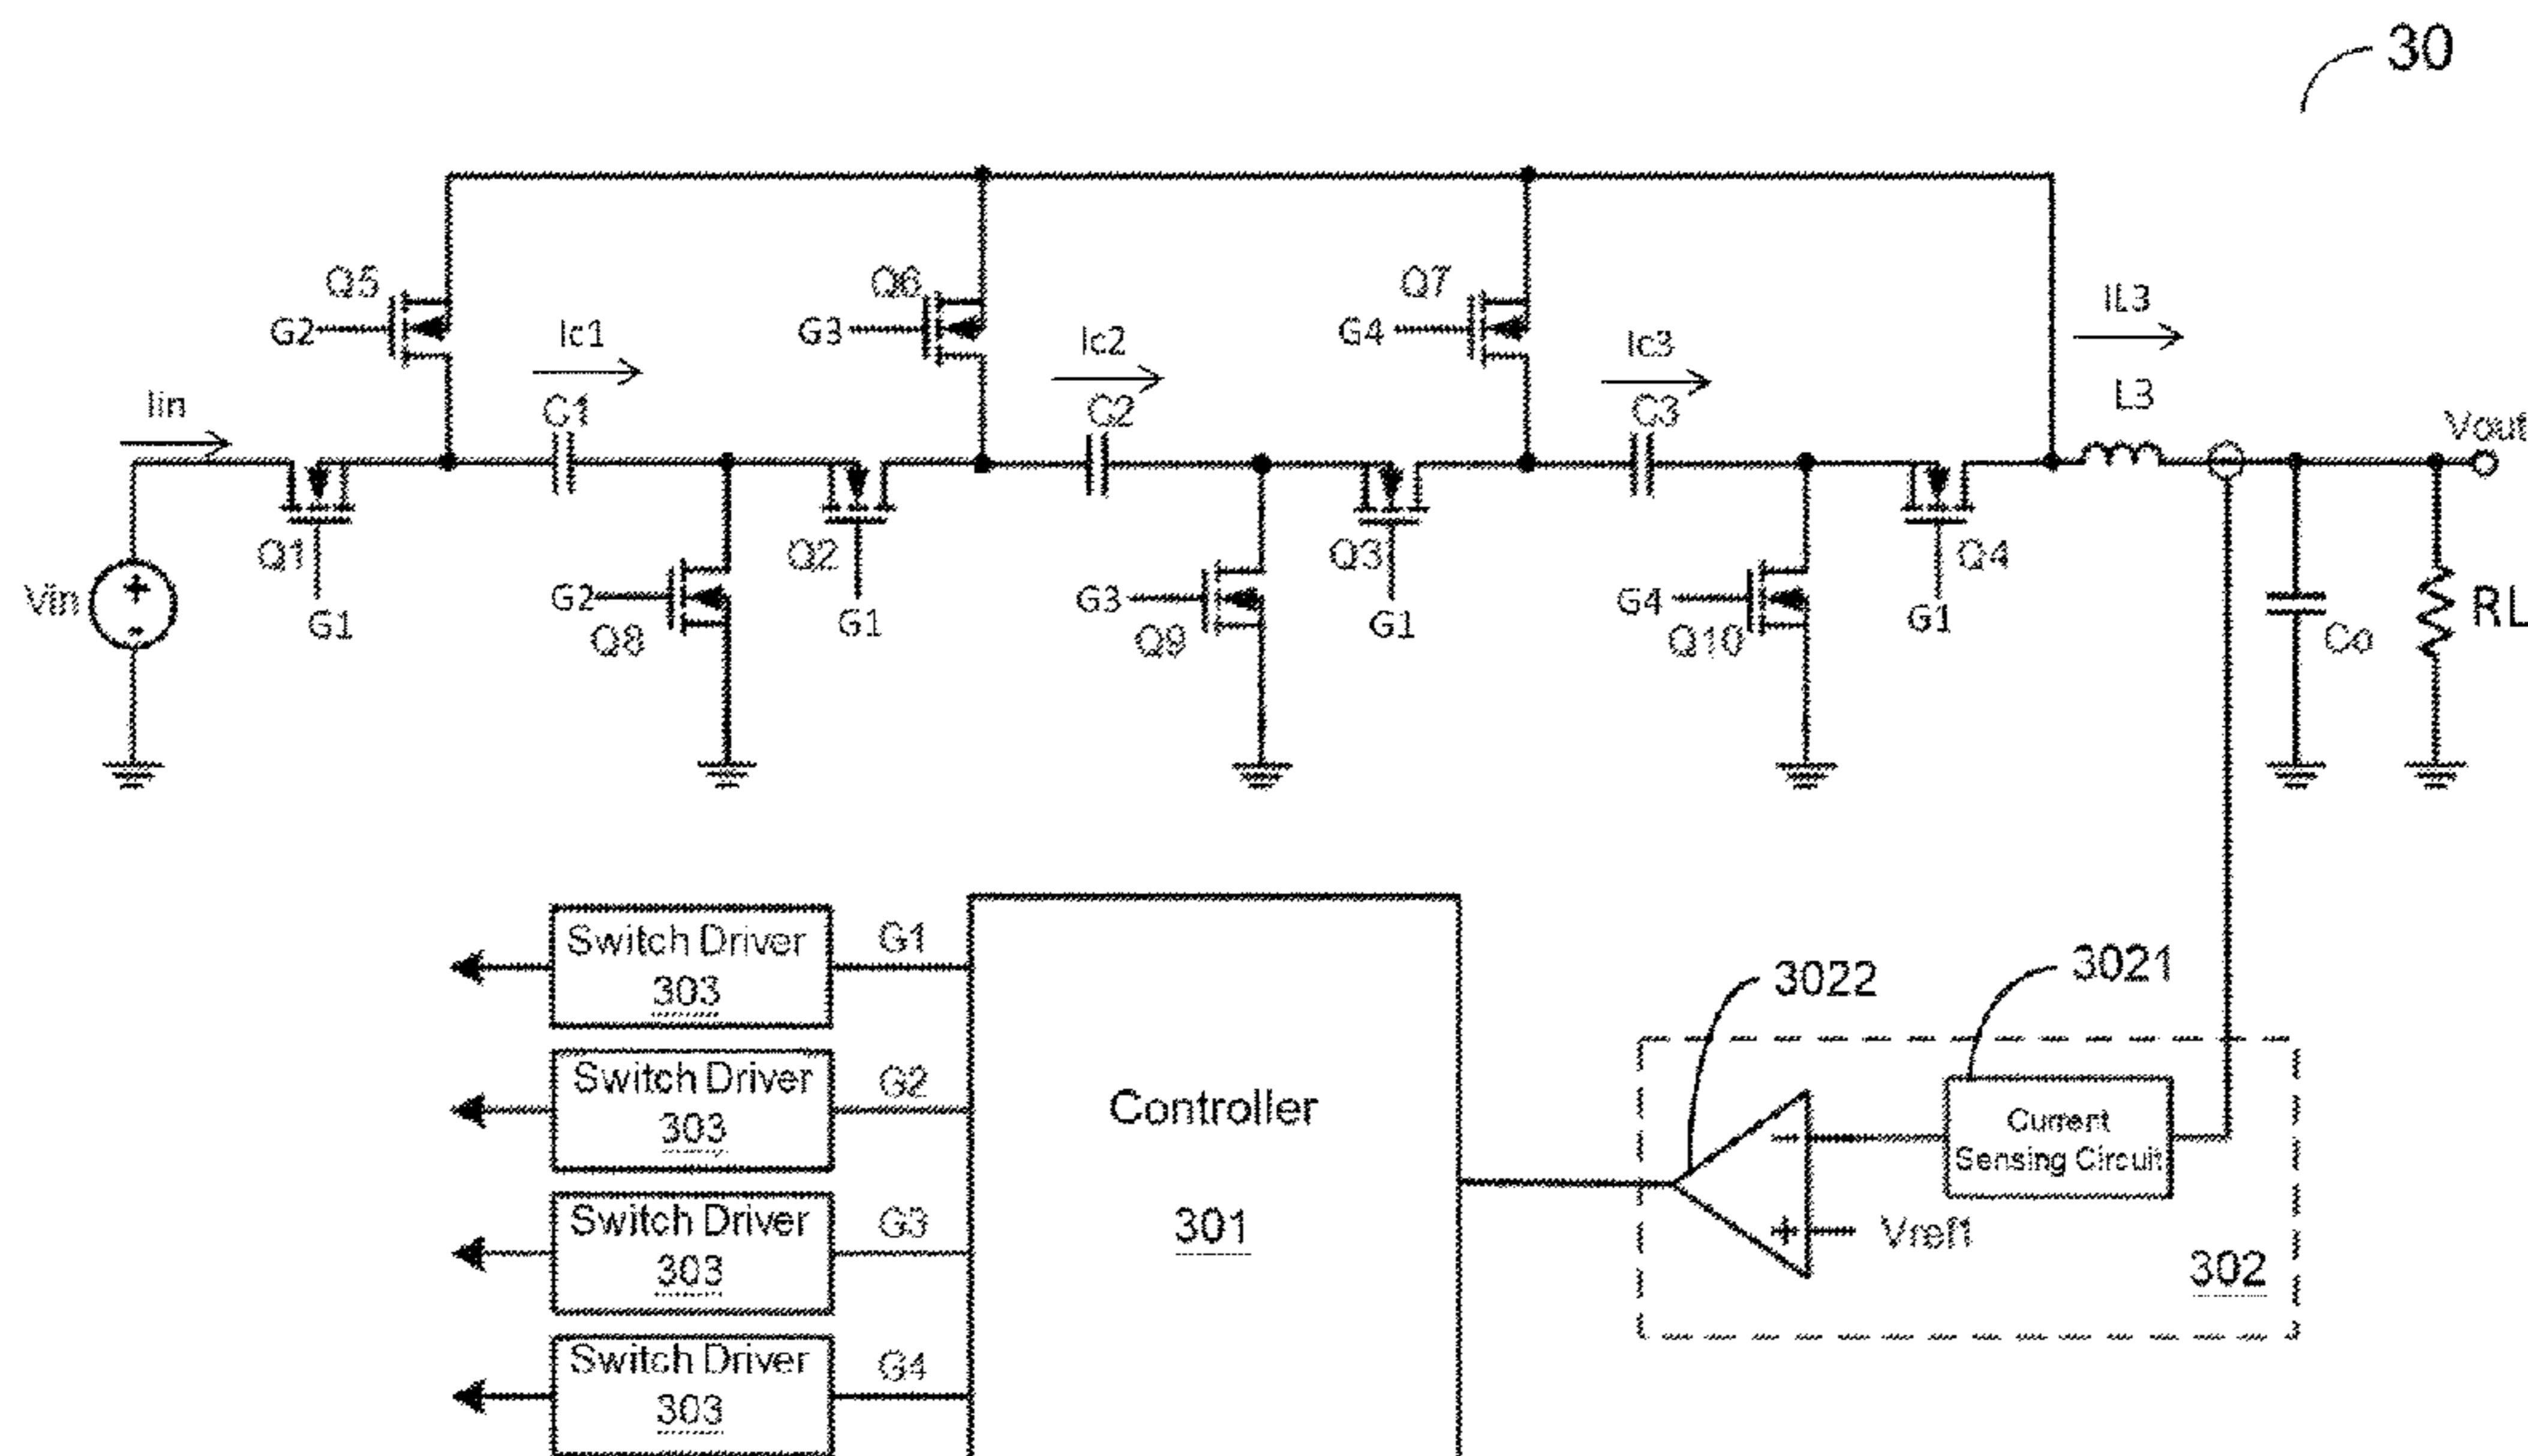 30
Q5
Q6
Q7
IL3
G2
Ic1
G3
Ic2
G4
Ic3
Iin
C1
C2
C3
L3
Vout
Q1
Q2
Q3
Q4
Vin
+
-
G1
G2
Q8
G1
G3
Q9
G1
G4
Q10
G1
Co
RL
Switch Driver
303
G1
Switch Driver
303
G2
Switch Driver
303
G3
Switch Driver
303
G4
Controller
301
3022
3021
Current
Sensing Circuit
-
+
Vref1
302